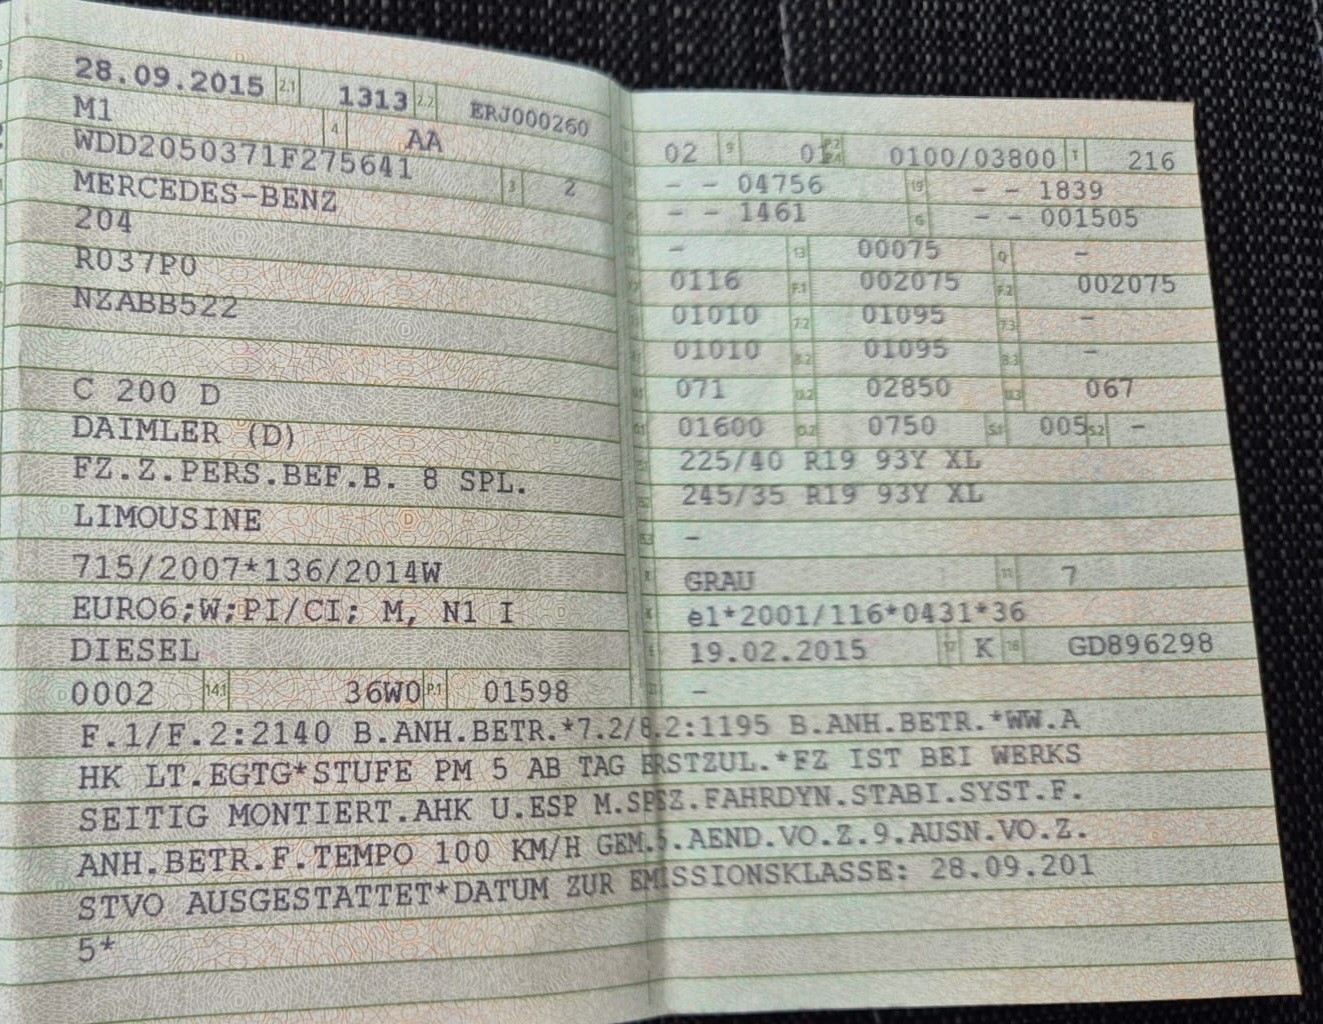 28.09.2015 2.1 1313 2.2 ERJ000260
M1 4 AA
WDD2050371F275641 3 2
MERCEDES-BENZ
204
R037P0
NZABB522
C 200 D
DAIMLER (D)
FZ.Z.PERS.BEF.B. 8 SPL.
LIMOUSINE
715/2007*136/2014W
EURO6;W;PI/CI; M, N1 I
DIESEL
0002 14.1 36W0 P.1 01598
02 9 01 P.2 P.4 0100/03800 T 216
- - 04756 19 - - 1839
- - 1461 G - - 001505
- 13 00075 Q -
0116 F.1 002075 F.2 002075
01010 7.2 01095 7.3 -
01010 8.2 01095 8.3 -
071 U.2 02850 U.3 067
01600 0.2 0750 S.1 005 S.2 -
225/40 R19 93Y XL
245/35 R19 93Y XL
-
GRAU 11 7
e1*2001/116*0431*36
19.02.2015 17 K 16 GD896298
-
F.1/F.2:2140 B.ANH.BETR.*7.2/8.2:1195 B.ANH.BETR.*WW.A
HK LT.EGTG*STUFE PM 5 AB TAG ERSTZUL.*FZ IST BEI WERKS
SEITIG MONTIERT.AHK U.ESP M.SPEZ.FAHRDYN.STABI.SYST.F.
ANH.BETR.F.TEMPO 100 KM/H GEM.5.AEND.VO.Z.9.AUSN.VO.Z.
STVO AUSGESTATTET*DATUM ZUR EMISSIONSKLASSE: 28.09.201
5*